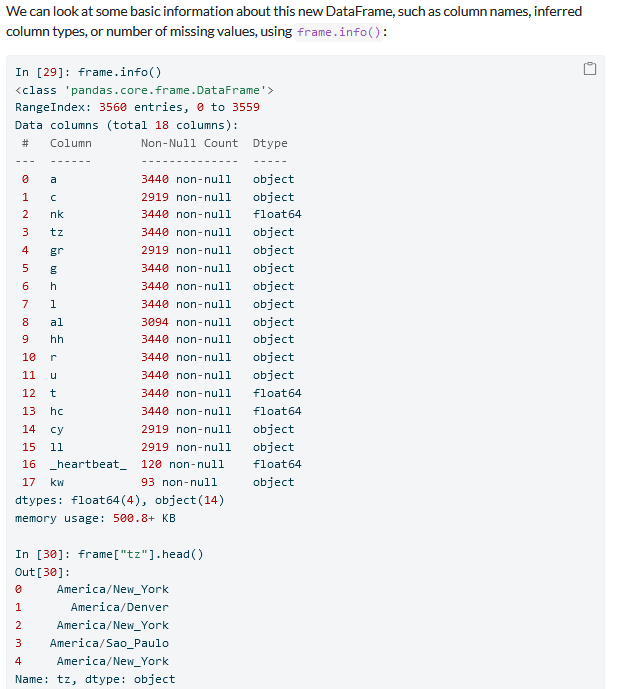 We can look at some basic information about this new DataFrame, such as column names, inferred
column types, or number of missing values, using frame.info():
In [29]: frame.info()
<class 'pandas.core.frame.DataFrame'>
RangeIndex: 3560 entries, 0 to 3559
Data columns (total 18 columns):
 #   Column       Non-Null Count  Dtype
---  ------       --------------  -----
 0   a            3440 non-null   object
 1   c            2919 non-null   object
 2   nk           3440 non-null   float64
 3   tz           3440 non-null   object
 4   gr           2919 non-null   object
 5   g            3440 non-null   object
 6   h            3440 non-null   object
 7   l            3440 non-null   object
 8   al           3094 non-null   object
 9   hh           3440 non-null   object
 10  r            3440 non-null   object
 11  u            3440 non-null   object
 12  t            3440 non-null   float64
 13  hc           3440 non-null   float64
 14  cy           2919 non-null   object
 15  ll           2919 non-null   object
 16  _heartbeat_  120 non-null    float64
 17  kw           93 non-null     object
dtypes: float64(4), object(14)
memory usage: 500.8+ KB
In [30]: frame["tz"].head()
Out[30]:
0     America/New_York
1       America/Denver
2     America/New_York
3    America/Sao_Paulo
4     America/New_York
Name: tz, dtype: object